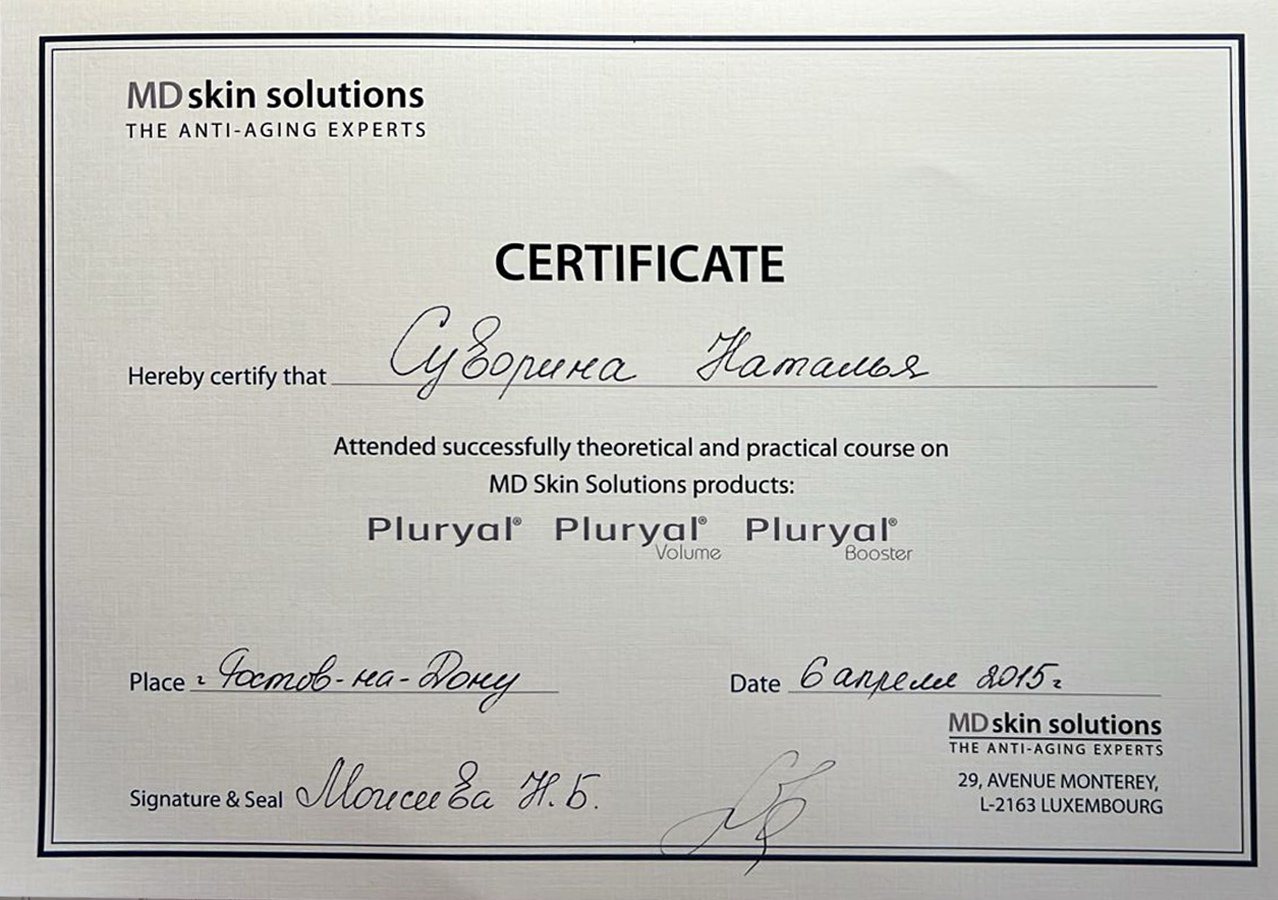 MD skin solutions
THE ANTI-AGING EXPERTS
CERTIFICATE
Hereby certify that Суворина Наталья
Attended successfully theoretical and practical course on
MD Skin Solutions products:
Pluryal® Pluryal® Volume Pluryal® Booster
Place г Ростов-на-Дону
Date 6 апреля 2015г
MD skin solutions
THE ANTI-AGING EXPERTS
29, AVENUE MONTEREY,
L-2163 LUXEMBOURG
Signature & Seal Моисеева Н.Б.